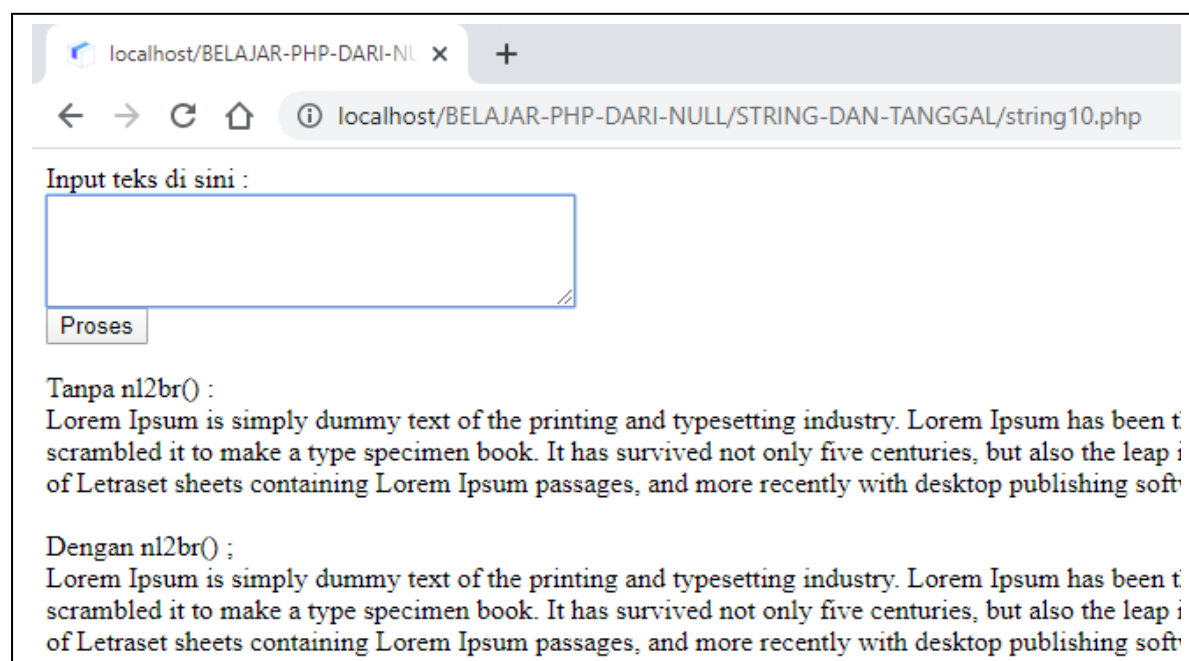 localhost/BELAJAR-PHP-DARI-NU
localhost/BELAJAR-PHP-DARI-NULL/STRING-DAN-TANGGAL/string10.php
Input teks di sini :
Proses
Tanpa nl2br() :
Lorem Ipsum is simply dummy text of the printing and typesetting industry. Lorem Ipsum has been
scrambled it to make a type specimen book. It has survived not only five centuries, but also the leap
of Letraset sheets containing Lorem Ipsum passages, and more recently with desktop publishing
Dengan nl2br() ;
Lorem Ipsum is simply dummy text of the printing and typesetting industry. Lorem Ipsum has been
scrambled it to make a type specimen book. It has survived not only five centuries, but also the leap
of Letraset sheets containing Lorem Ipsum passages, and more recently with desktop publishing